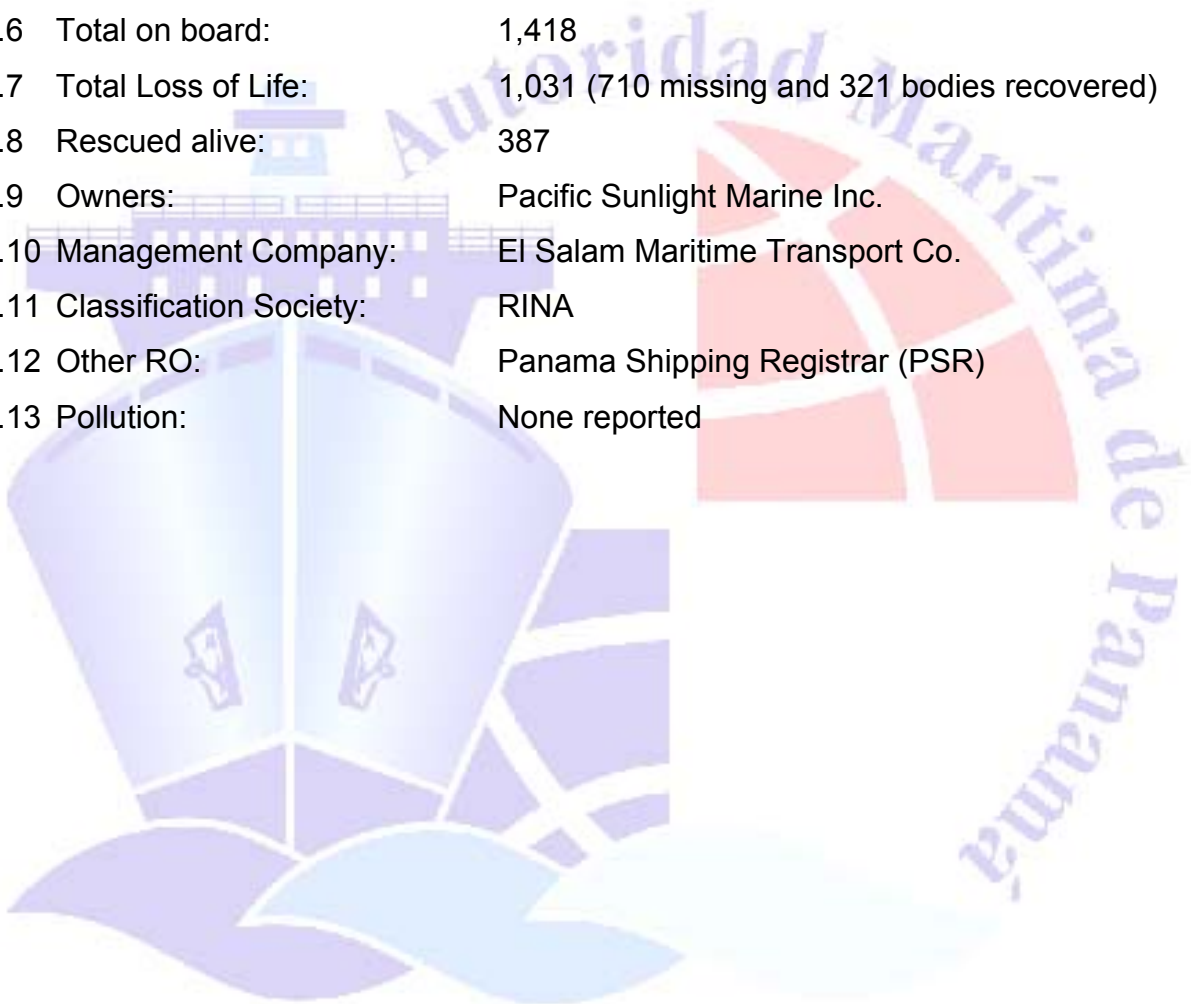 .6 Total on board: 1,418
.7 Total Loss of Life: 1,031 (710 missing and 321 bodies recovered)
.8 Rescued alive: 387
.9 Owners: Pacific Sunlight Marine Inc.
.10 Management Company: El Salam Maritime Transport Co.
.11 Classification Society: RINA
.12 Other RO: Panama Shipping Registrar (PSR)
.13 Pollution: None reported
Autoridad Marítima de Panamá